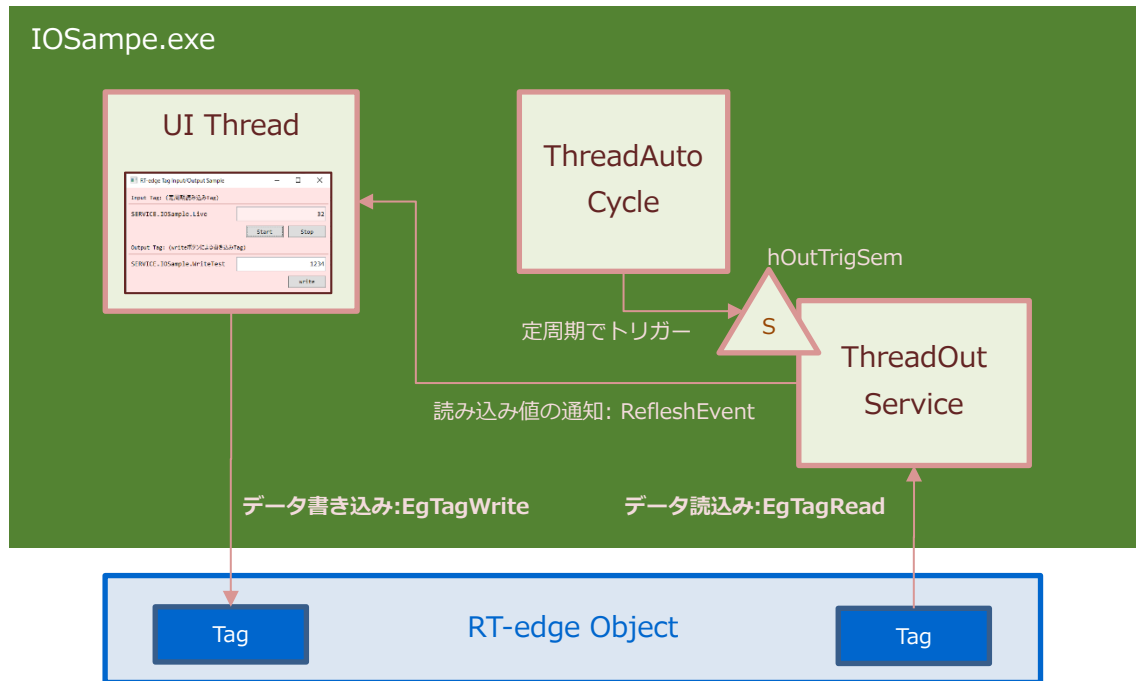 IOSampe.exe
UI Thread
RT-edge Tag Input/Output Sample
Input Tag: (定周期読み込みTag)
SERVICE.IOSample.Live
82
Start
Stop
Output Tag: (writeボタンによる書き込みTag)
SERVICE.IOSample.WriteTest
1234
write
ThreadAuto
Cycle
hOutTrigSem
S
定周期でトリガー
ThreadOut
Service
読み込み値の通知: RefleshEvent
データ書き込み:EgTagWrite
データ読込み:EgTagRead
Tag
RT-edge Object
Tag